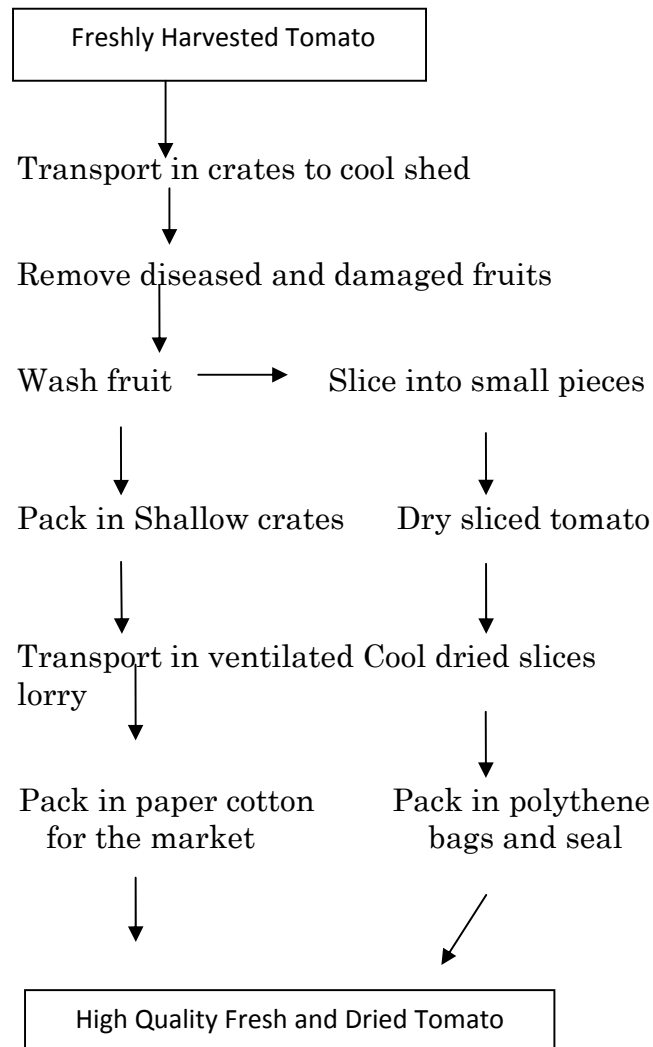 Freshly Harvested Tomato
Transport in crates to cool shed
Remove diseased and damaged fruits
Wash fruit
Slice into small pieces
Pack in Shallow crates
Dry sliced tomato
Transport in ventilated Cool dried slices
lorry
Pack in paper cotton
for the market
Pack in polythene
bags and seal
High Quality Fresh and Dried Tomato